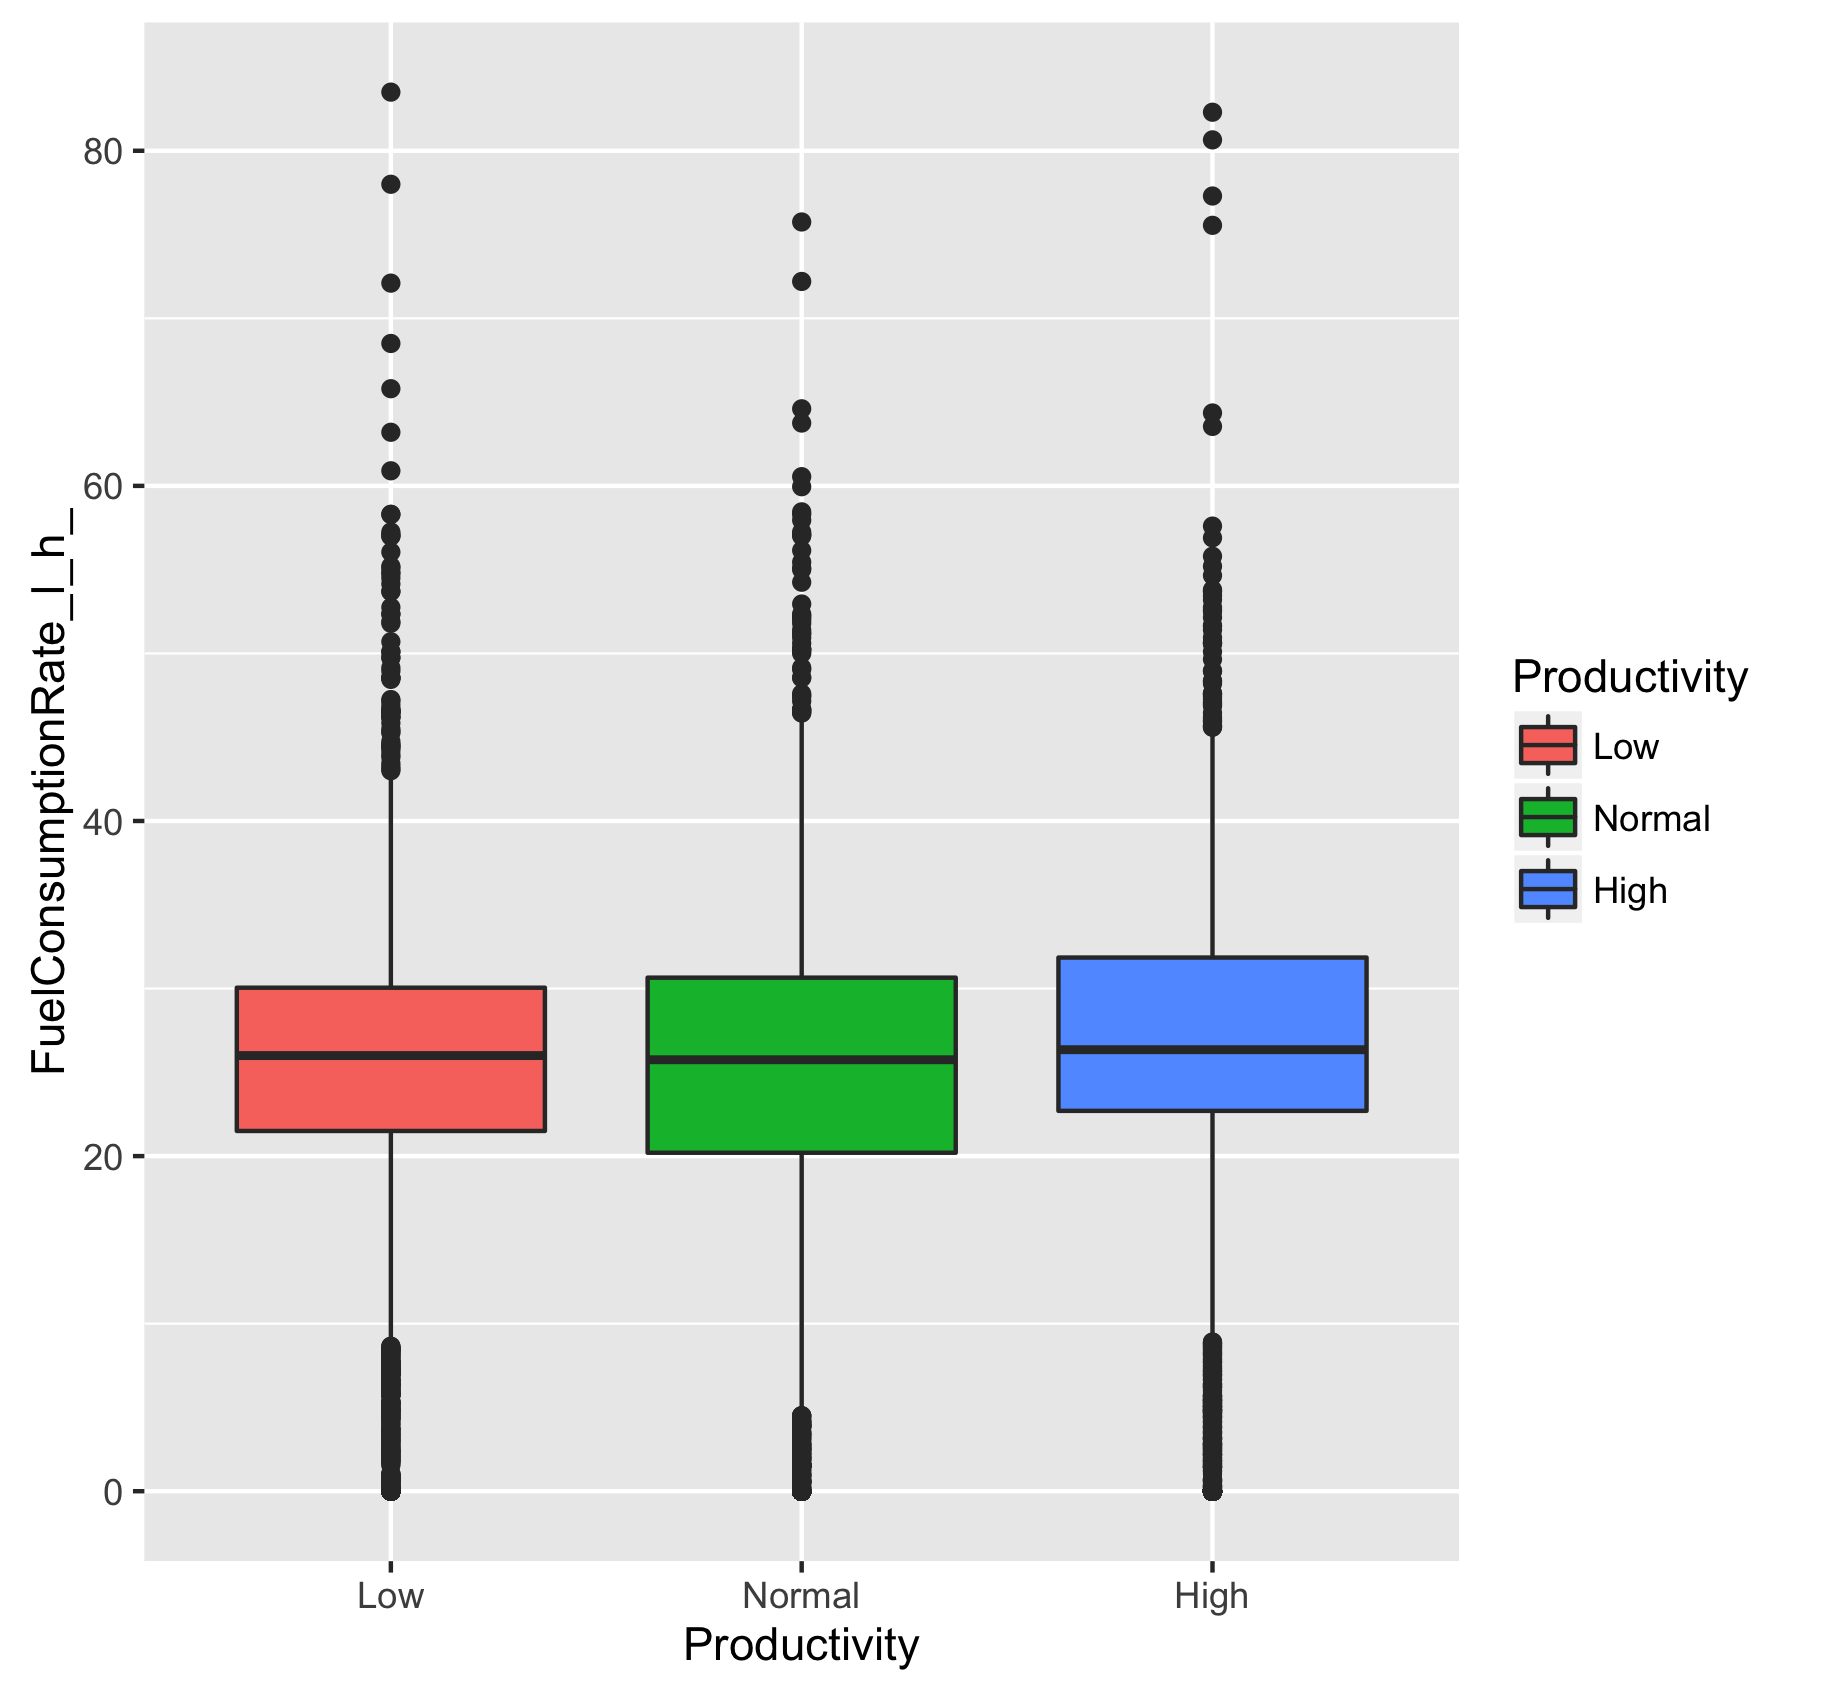 FuelConsumptionRate_l_h_
80
60
40
20
0
Low
Normal
High
Productivity
Productivity
Low
Normal
High